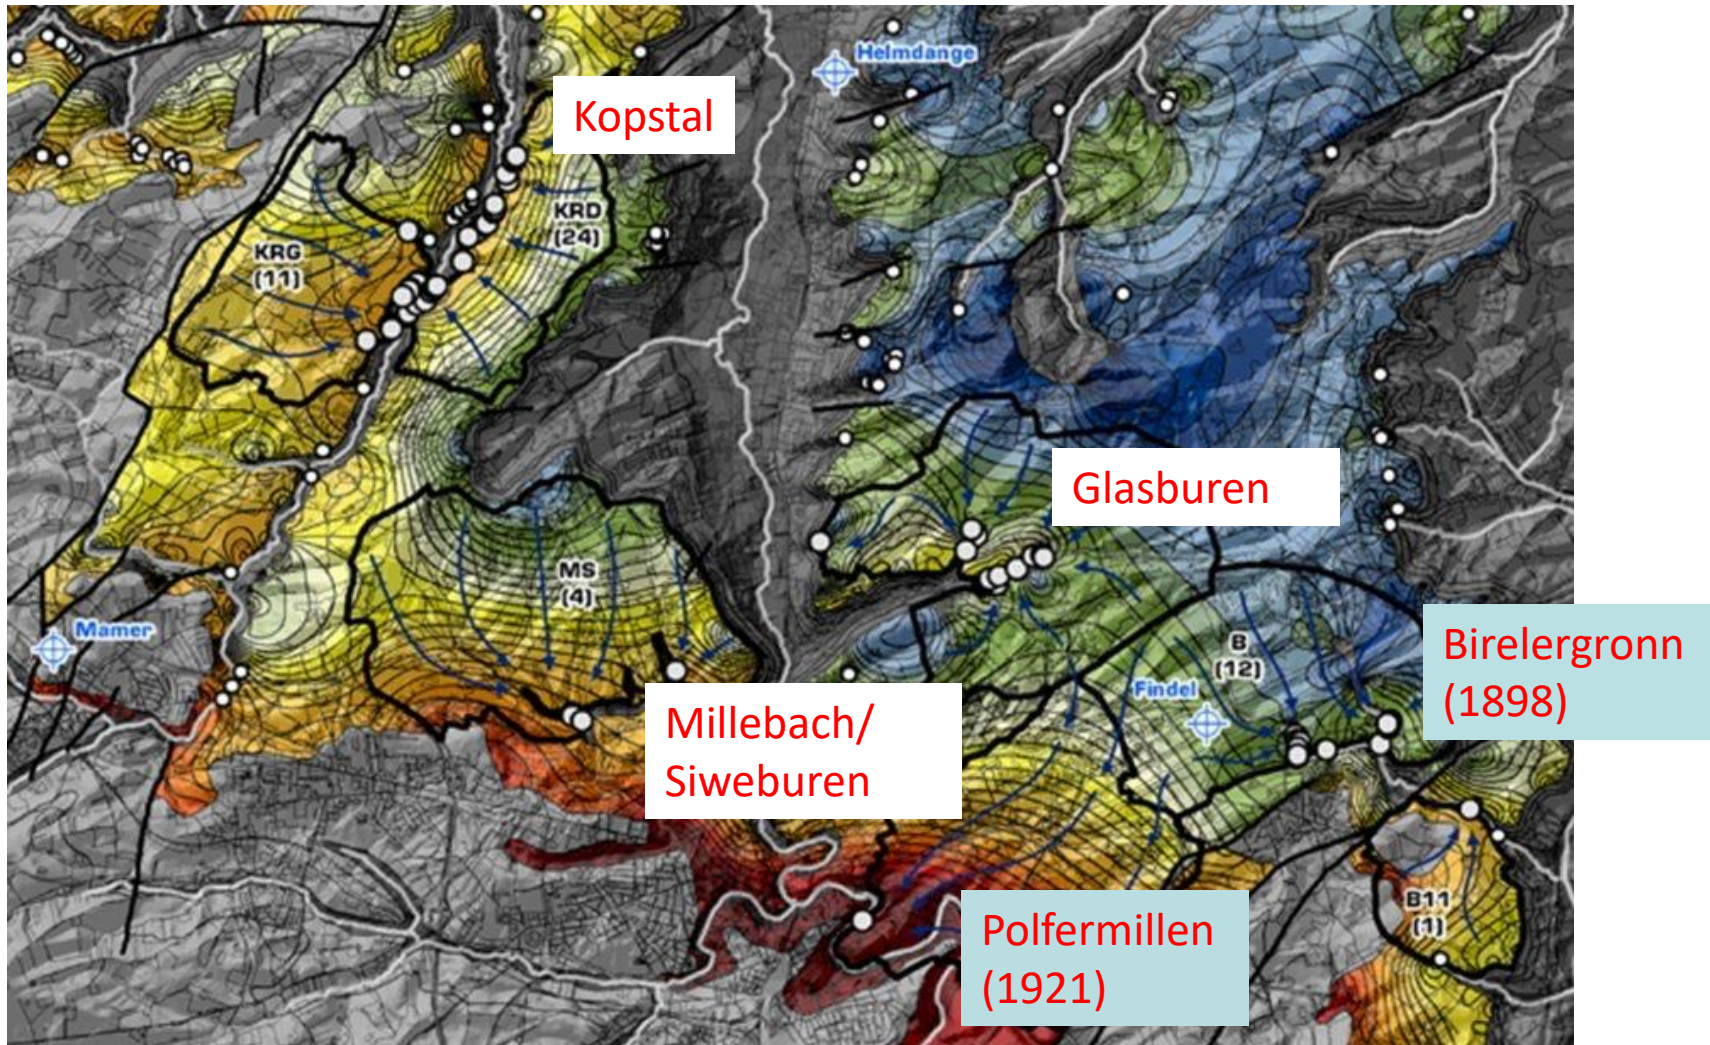 Helmdange
Kopstal
KRD
(24)
KRG
(11)
Glasburen
MS
(4)
Mamer
B
(12)
Findel
Birelergronn
(1898)
Millebach/
Siweburen
B11
(1)
Polfermillen
(1921)